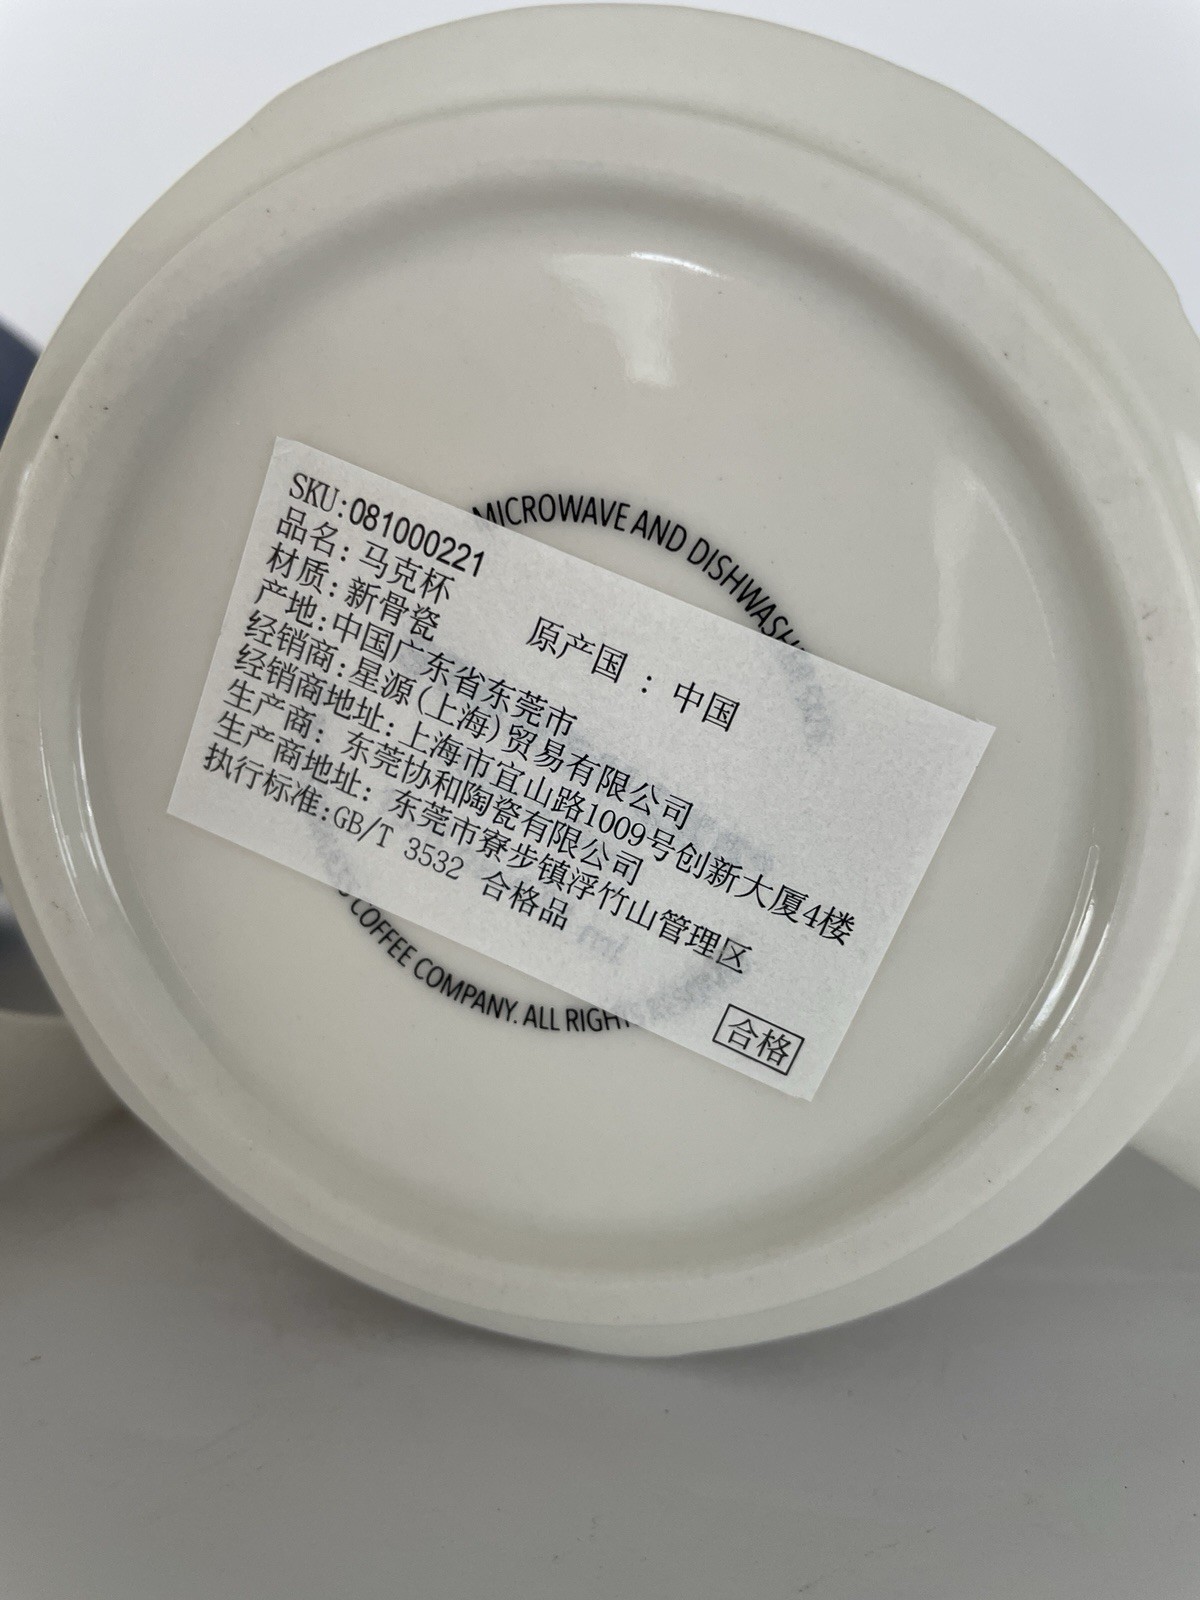 MICROWAVE AND DISHWASH
SKU:081000221
品名：马克杯
材质：新骨瓷
原产国：中国
产地:中国广东省东莞市
经销商:星源(上海)贸易有限公司
经销商地址:上海市宜山路1009号创新大厦4楼
生产商：东莞协和陶瓷有限公司
生产商地址：东莞市寮步镇浮竹山管理区
执行标准:GB/T 3532 合格品
合格
COFFEE COMPANY. ALL RIGHT